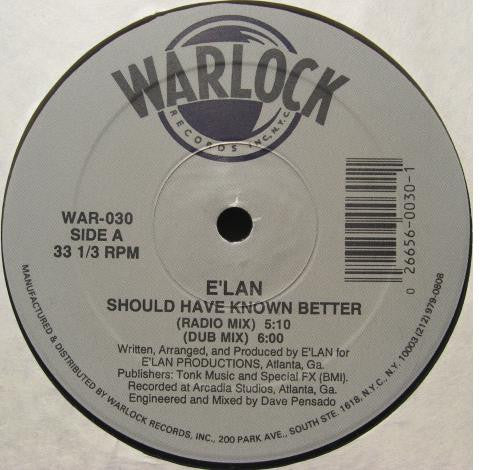 WARLOCK
RECORDS INC, N.Y.C.
WAR-030
SIDE A
33 1/3 RPM
0 26656-0030-1
E'LAN
SHOULD HAVE KNOWN BETTER
(RADIO MIX) 5:10
(DUB MIX) 6:00
Written, Arranged, and Produced by E'LAN for
E'LAN PRODUCTIONS, Atlanta, Ga.
Publishers: Tonk Music and Special FX (BMI).
Recorded at Arcadia Studios, Atlanta, Ga.
Engineered and Mixed by Dave Pensado
MANUFACTURED & DISTRIBUTED BY WARLOCK RECORDS, INC., 200 PARK AVE., SOUTH STE. 1618, N.Y.C., N.Y. 10003 (212) 979-0808